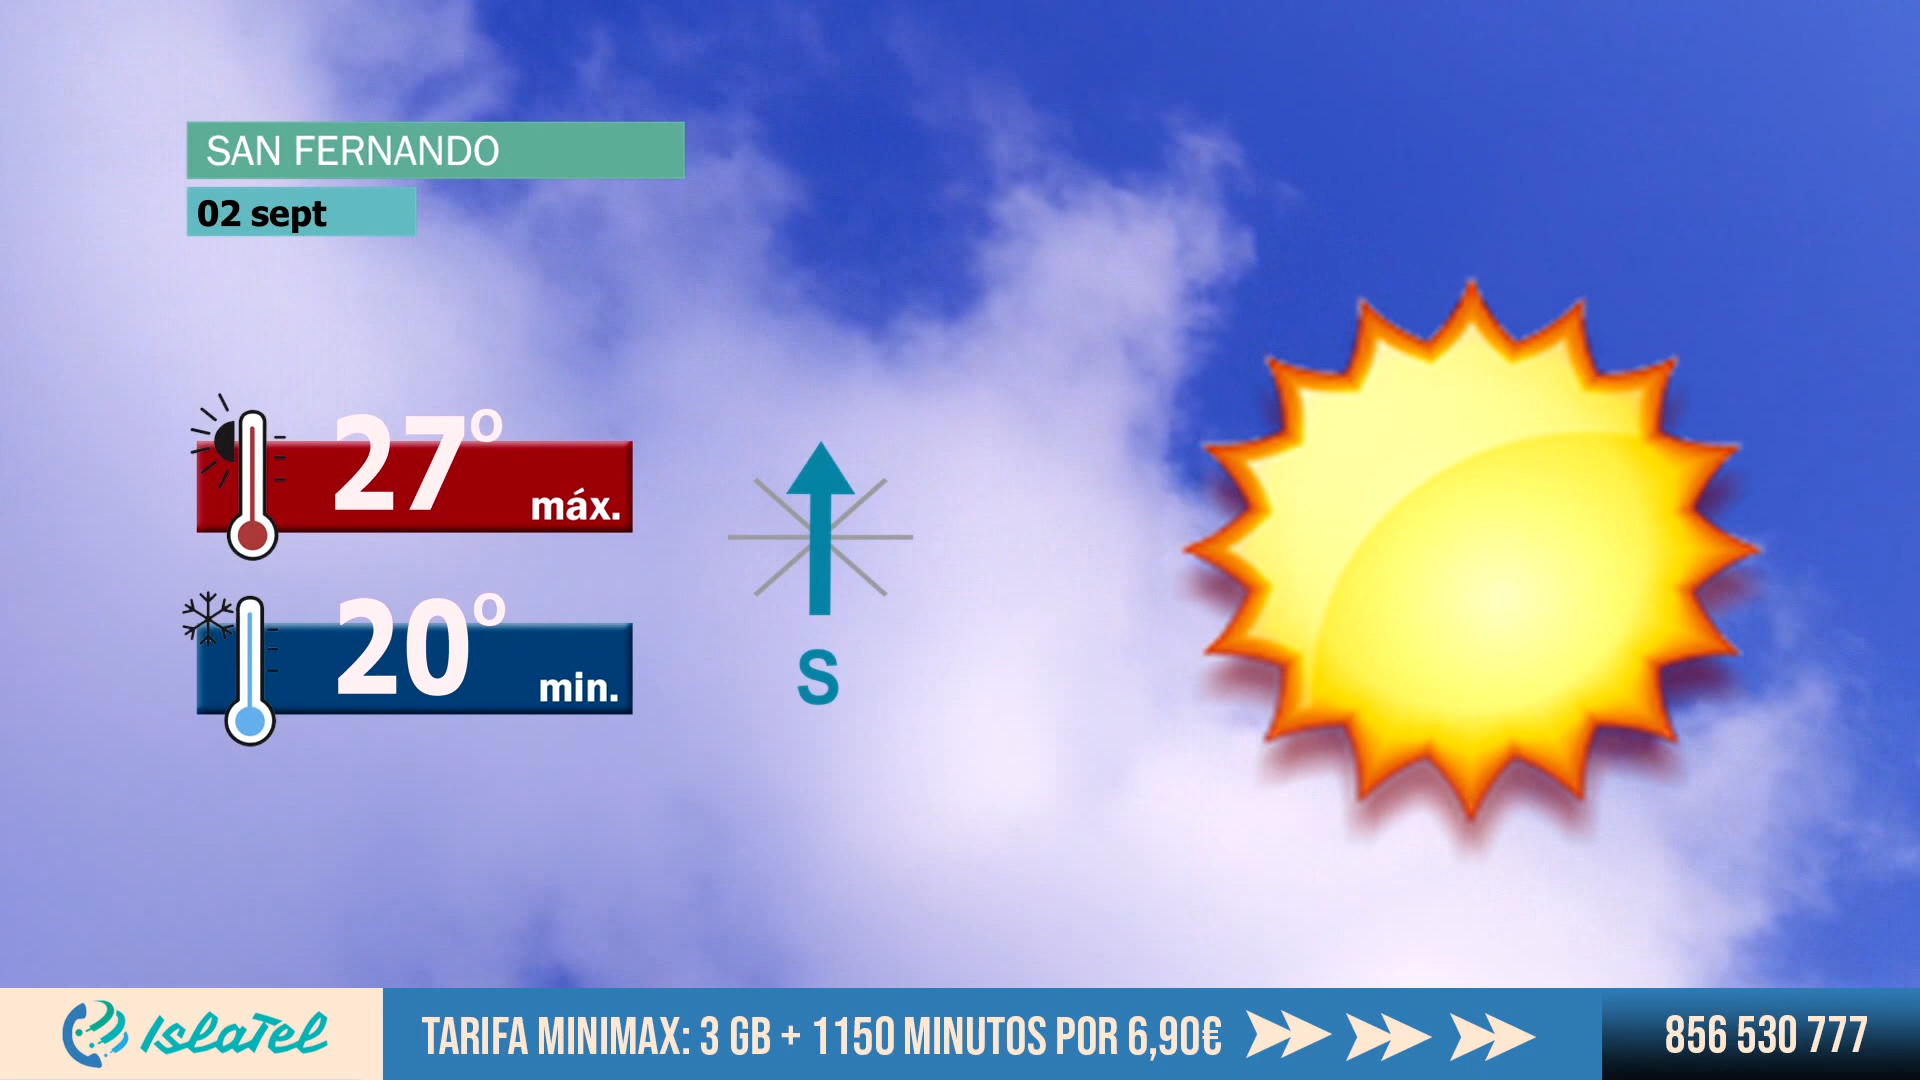 SAN FERNANDO
02 sept
27º
máx.
20º
min.
S
Islatel
TARIFA MINIMAX: 3 GB + 1150 MINUTOS POR 6,90€
856 530 777